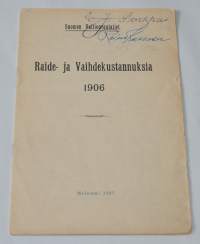 Suomen Valtionrautatiet
Raide- ja Vaihdekustannuksia
1906
Helsinki 1907